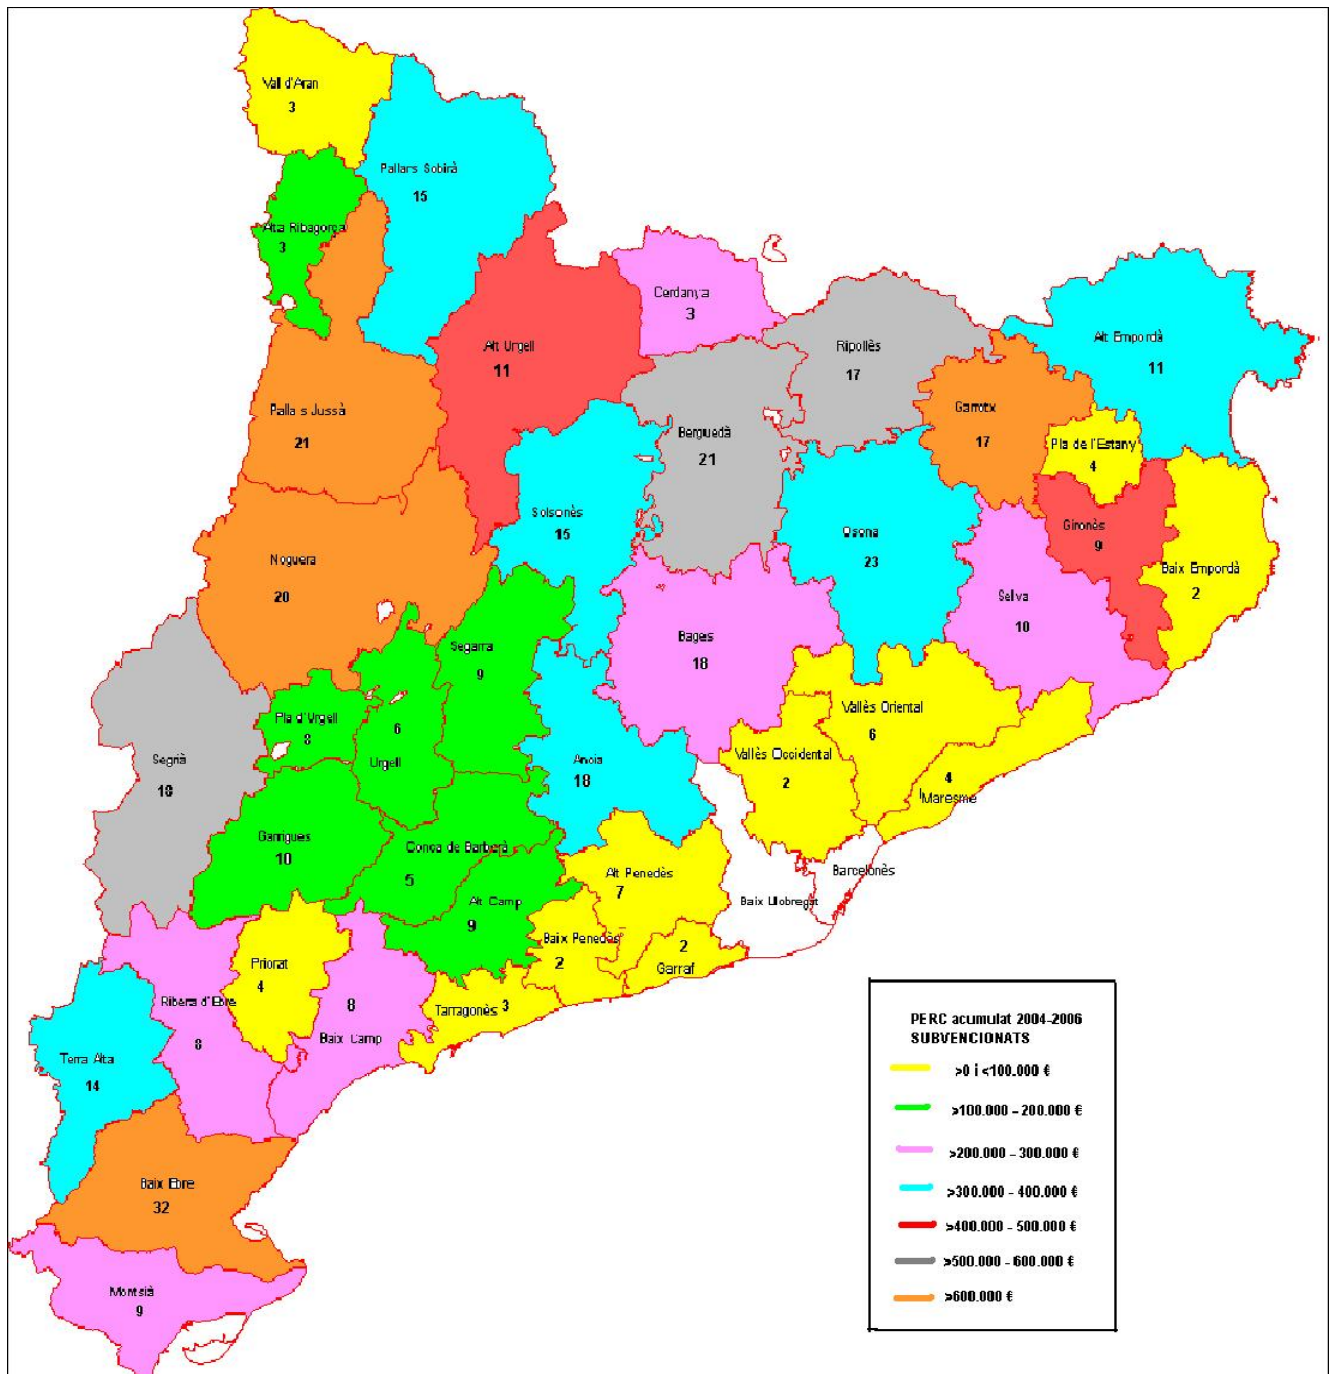 Vall d'Aran
3
Pallars Sobirà
15
Alta Ribagorça
3
Cerdanya
3
Alt Urgell
11
Ripollès
17
Alt Empordà
11
Palla s Jussà
21
Berguedà
21
Garrotx
17
Pla de l'Estany
4
Solsonès
15
Osona
23
Gironès
9
Baix Empordà
2
Noguera
20
Selva
10
Segarra
9
Bages
18
Pla d'Urgell
8
6
Urgell
Vallès Oriental
6
Segrià
18
Anoia
18
Vallès Occidental
2
4
Maresme
Garrigues
10
Conca de Barberà
5
Alt Penedès
7
Barcelonès
Alt Camp
9
Baix Llobregat
Baix Penedès
2
2
Garraf
Priorat
4
Ribera d'Ebre
8
8
Baix Camp
Tarragonès
3
Terra Alta
14
Baix Ebre
32
Montsià
9
PERC acumulat 2004-2006
SUBVENCIONATS
>0 i <100.000 €
>100.000 - 200.000 €
>200.000 - 300.000 €
>300.000 - 400.000 €
>400.000 - 500.000 €
>500.000 - 600.000 €
>600.000 €